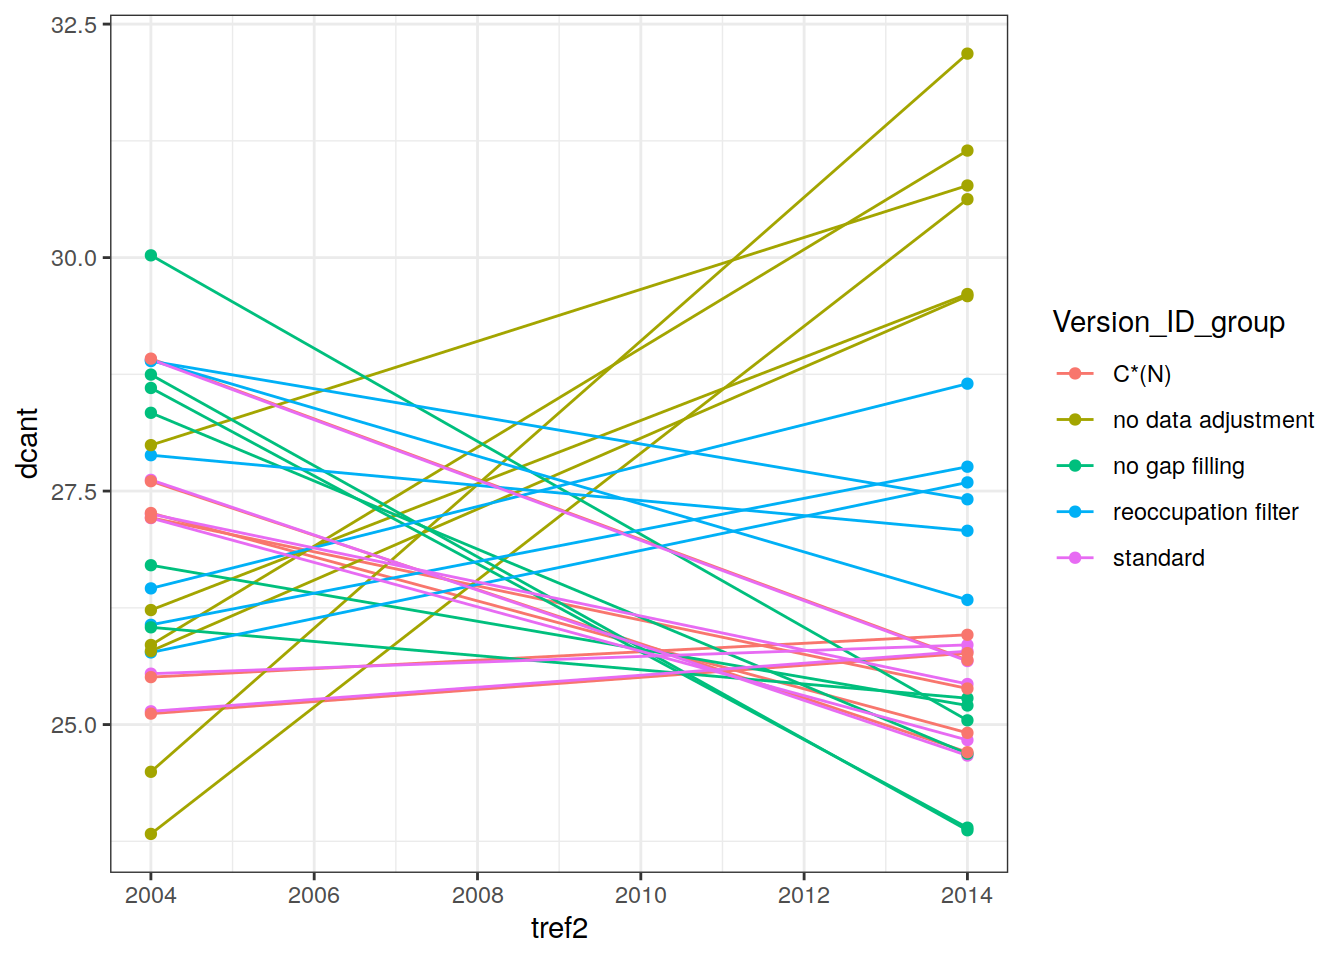 32.5
30.0
27.5
25.0
dcant
2004 2006 2008 2010 2012 2014
tref2
Version_ID_group
C*(N)
no data adjustment
no gap filling
reoccupation filter
standard